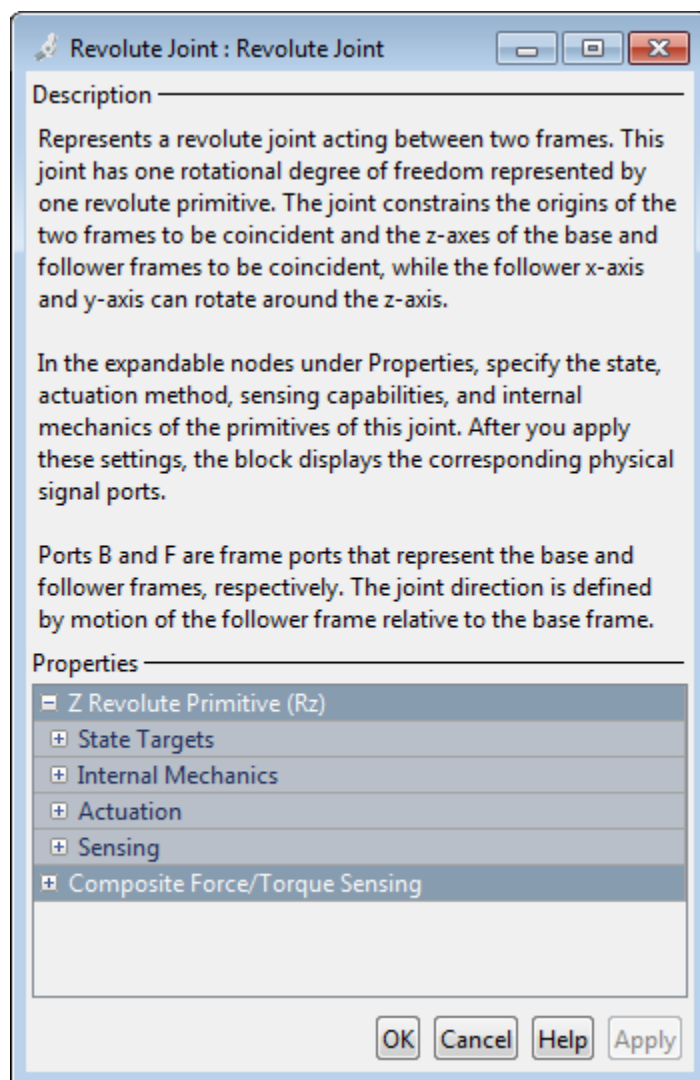 Revolute Joint : Revolute Joint
Description
Represents a revolute joint acting between two frames. This
joint has one rotational degree of freedom represented by
one revolute primitive. The joint constrains the origins of the
two frames to be coincident and the z-axes of the base and
follower frames to be coincident, while the follower x-axis
and y-axis can rotate around the z-axis.
In the expandable nodes under Properties, specify the state,
actuation method, sensing capabilities, and internal
mechanics of the primitives of this joint. After you apply
these settings, the block displays the corresponding physical
signal ports.
Ports B and F are frame ports that represent the base and
follower frames, respectively. The joint direction is defined
by motion of the follower frame relative to the base frame.
Properties
Z Revolute Primitive (Rz)
State Targets
Internal Mechanics
Actuation
Sensing
Composite Force/Torque Sensing
OK Cancel Help Apply